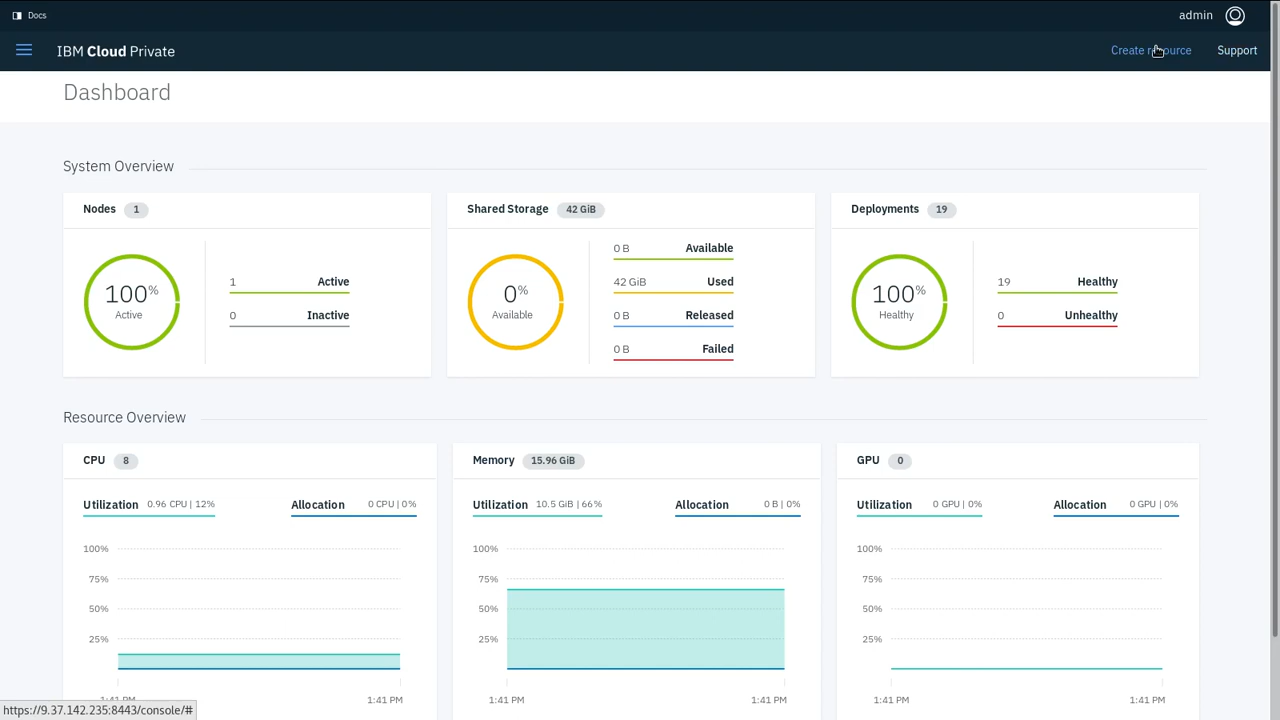 Docs
admin
IBM Cloud Private
Create resource
Support
Dashboard
System Overview
Nodes 1
100%
Active
1 Active
0 Inactive
Shared Storage 42 GiB
0%
Available
0 B Available
42 GiB Used
0 B Released
0 B Failed
Deployments 19
100%
Healthy
19 Healthy
0 Unhealthy
Resource Overview
CPU 8
Utilization 0.96 CPU | 12%
Allocation 0 CPU | 0%
100%
75%
50%
25%
1:41 PM
1:41 PM
Memory 15.96 GiB
Utilization 10.5 GiB | 66%
Allocation 0 B | 0%
100%
75%
50%
25%
1:41 PM
1:41 PM
GPU 0
Utilization 0 GPU | 0%
Allocation 0 GPU | 0%
100%
75%
50%
25%
1:41 PM
1:41 PM
https://9.37.142.235:8443/console/#